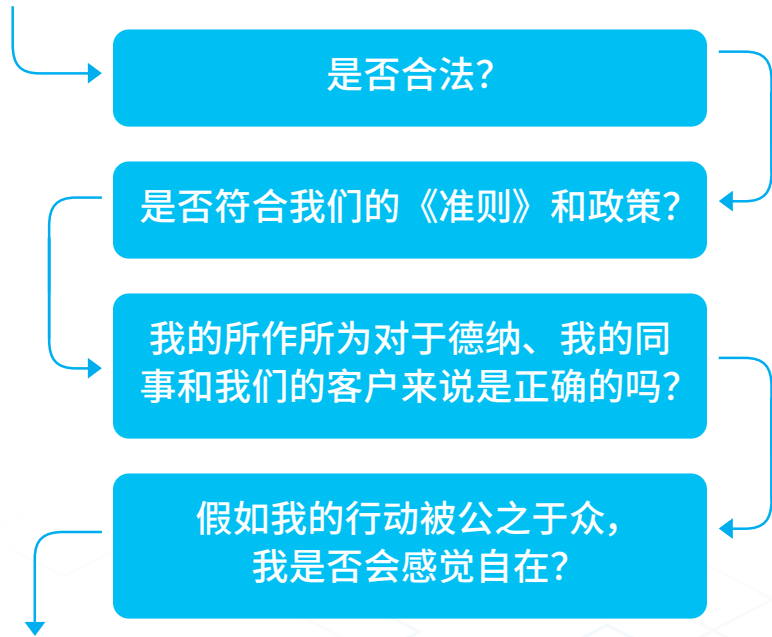 是否合法？
是否符合我们的《准则》和政策？
我的所作所为对于德纳、我的同
事和我们的客户来说是正确的吗？
假如我的行动被公之于众，
我是否会感觉自在？